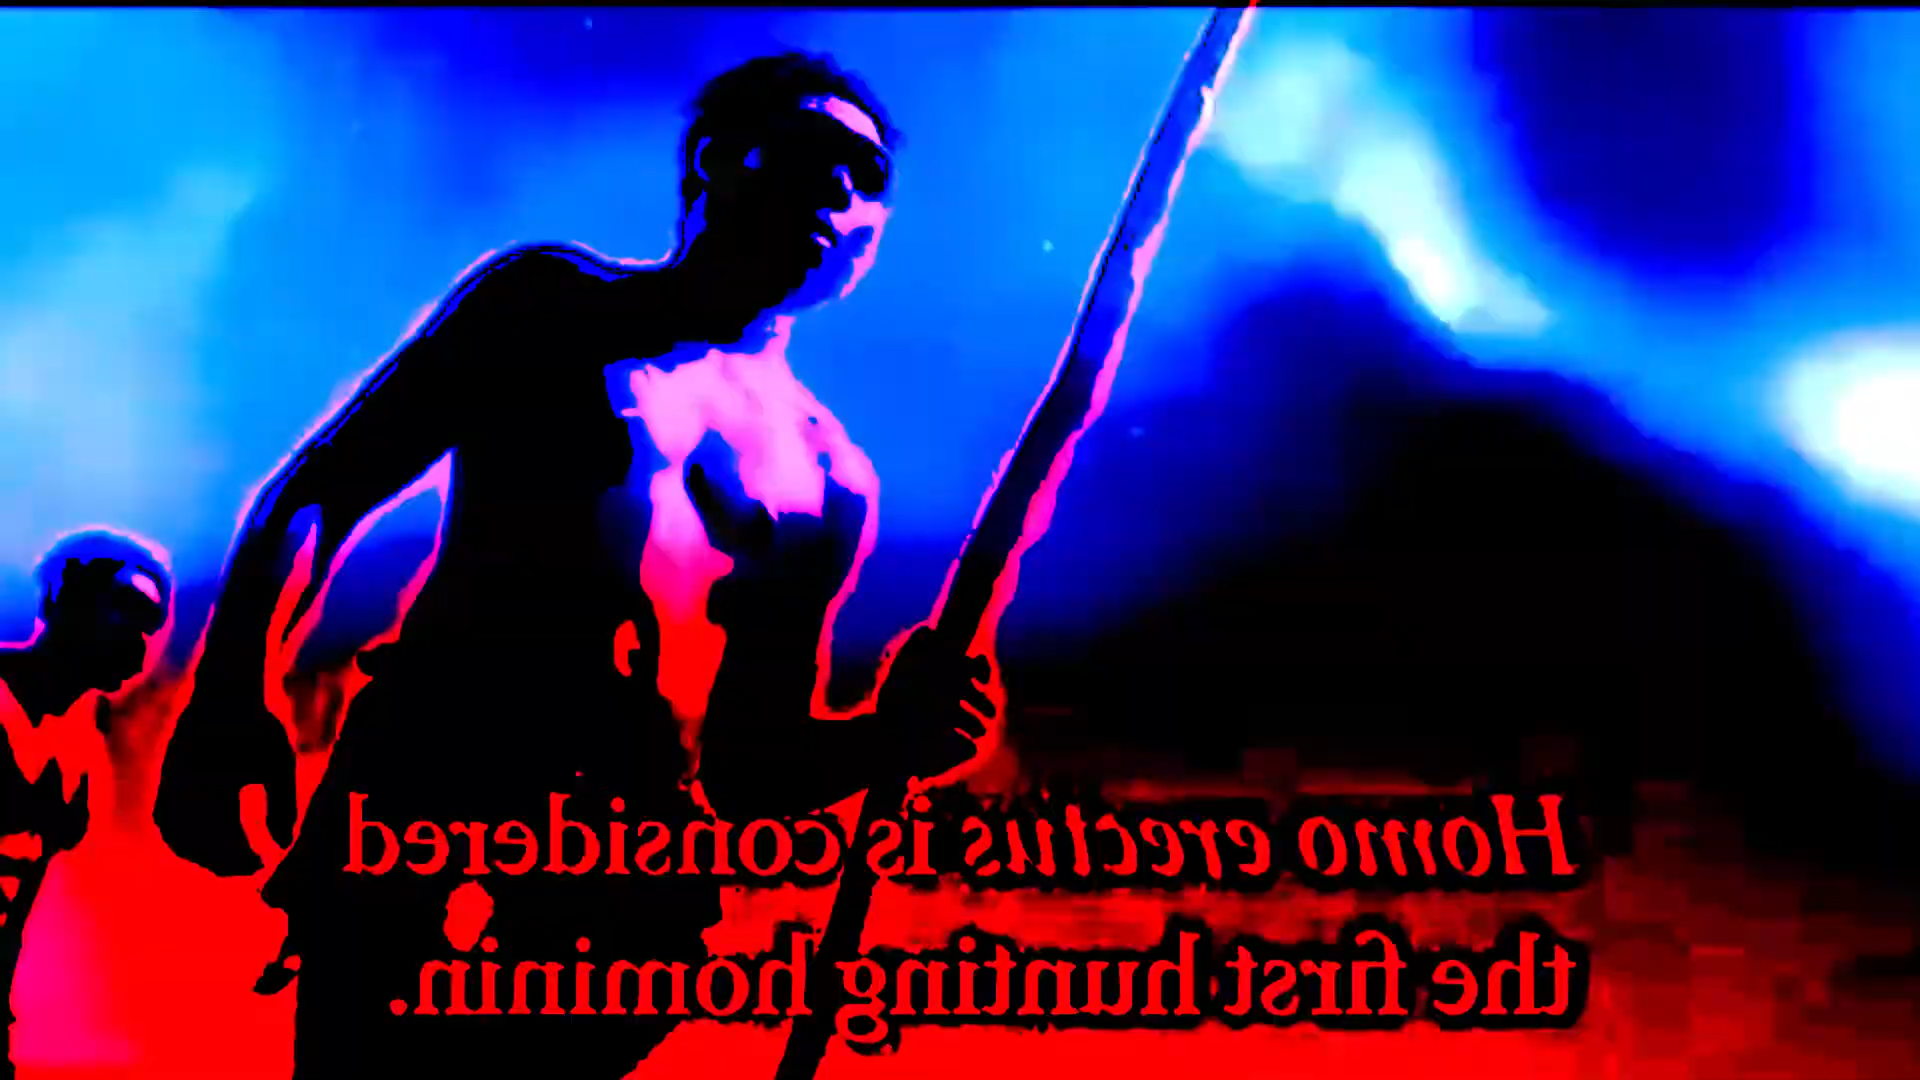 Homo erectus is considered
the first hunting hominin.